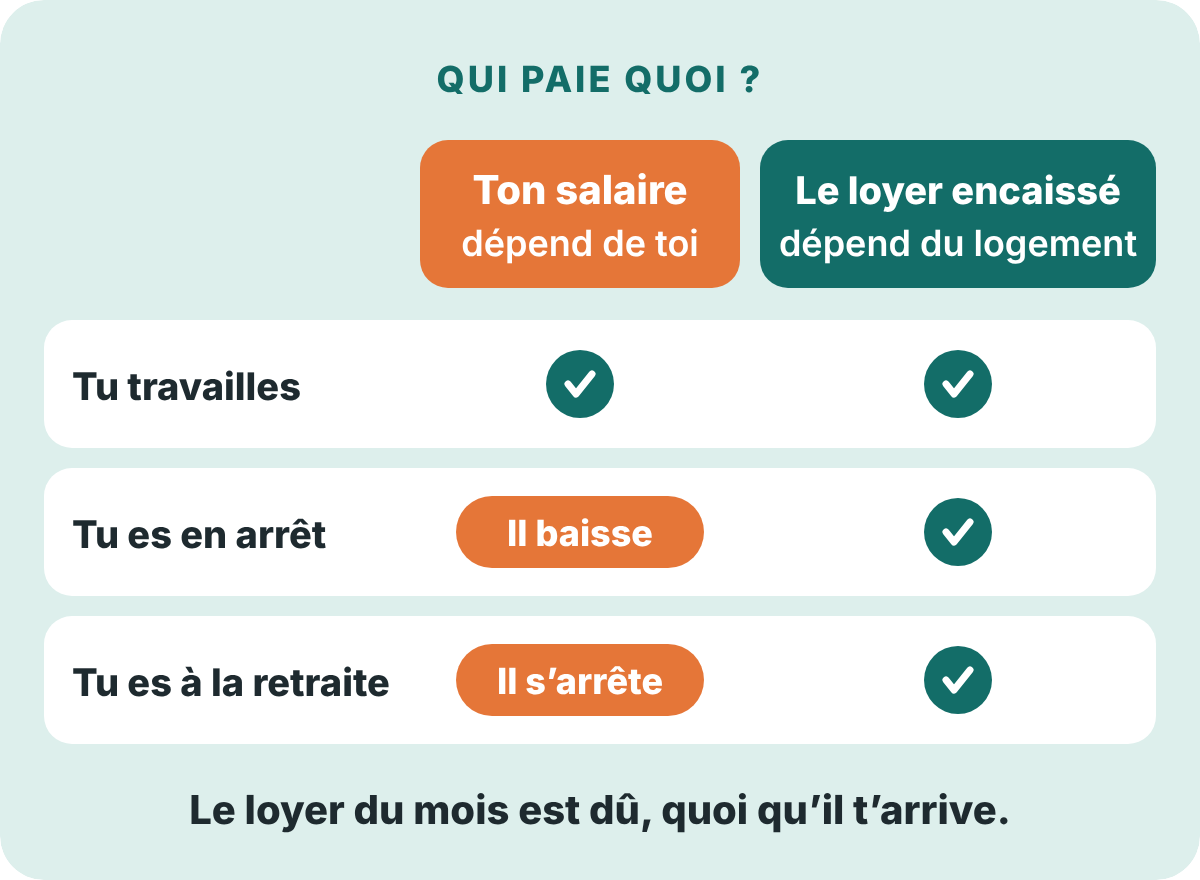 QUI PAIE QUOI ?
Ton salaire
dépend de toi
Le loyer encaissé
dépend du logement
Tu travailles
Tu es en arrêt
Il baisse
Tu es à la retraite
Il s’arrête
Le loyer du mois est dû, quoi qu’il t’arrive.